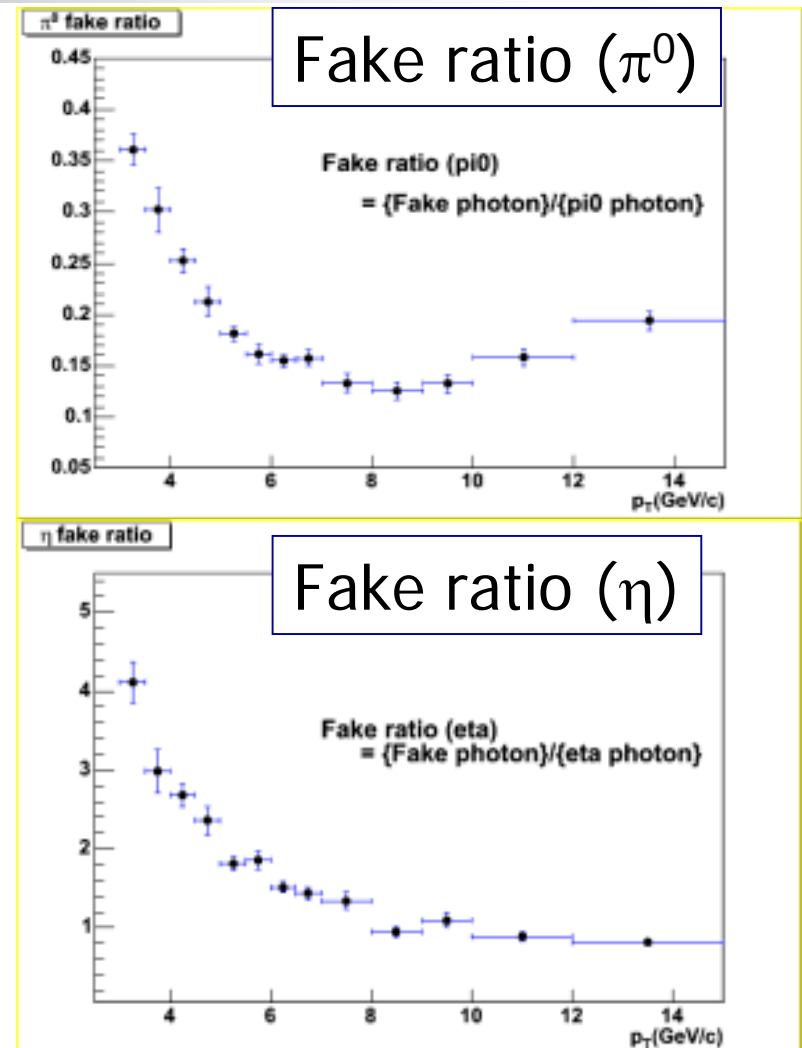 π⁰ fake ratio
Fake ratio (π⁰)
0.45
0.4
0.35
0.3
0.25
0.2
0.15
0.1
0.05
Fake ratio (pi0)
= {Fake photon}/{pi0 photon}
4 6 8 10 12 14
p_T(GeV/c)
η fake ratio
Fake ratio (η)
5
4
3
2
1
Fake ratio (eta)
= {Fake photon}/{eta photon}
4 6 8 10 12 14
p_T(GeV/c)